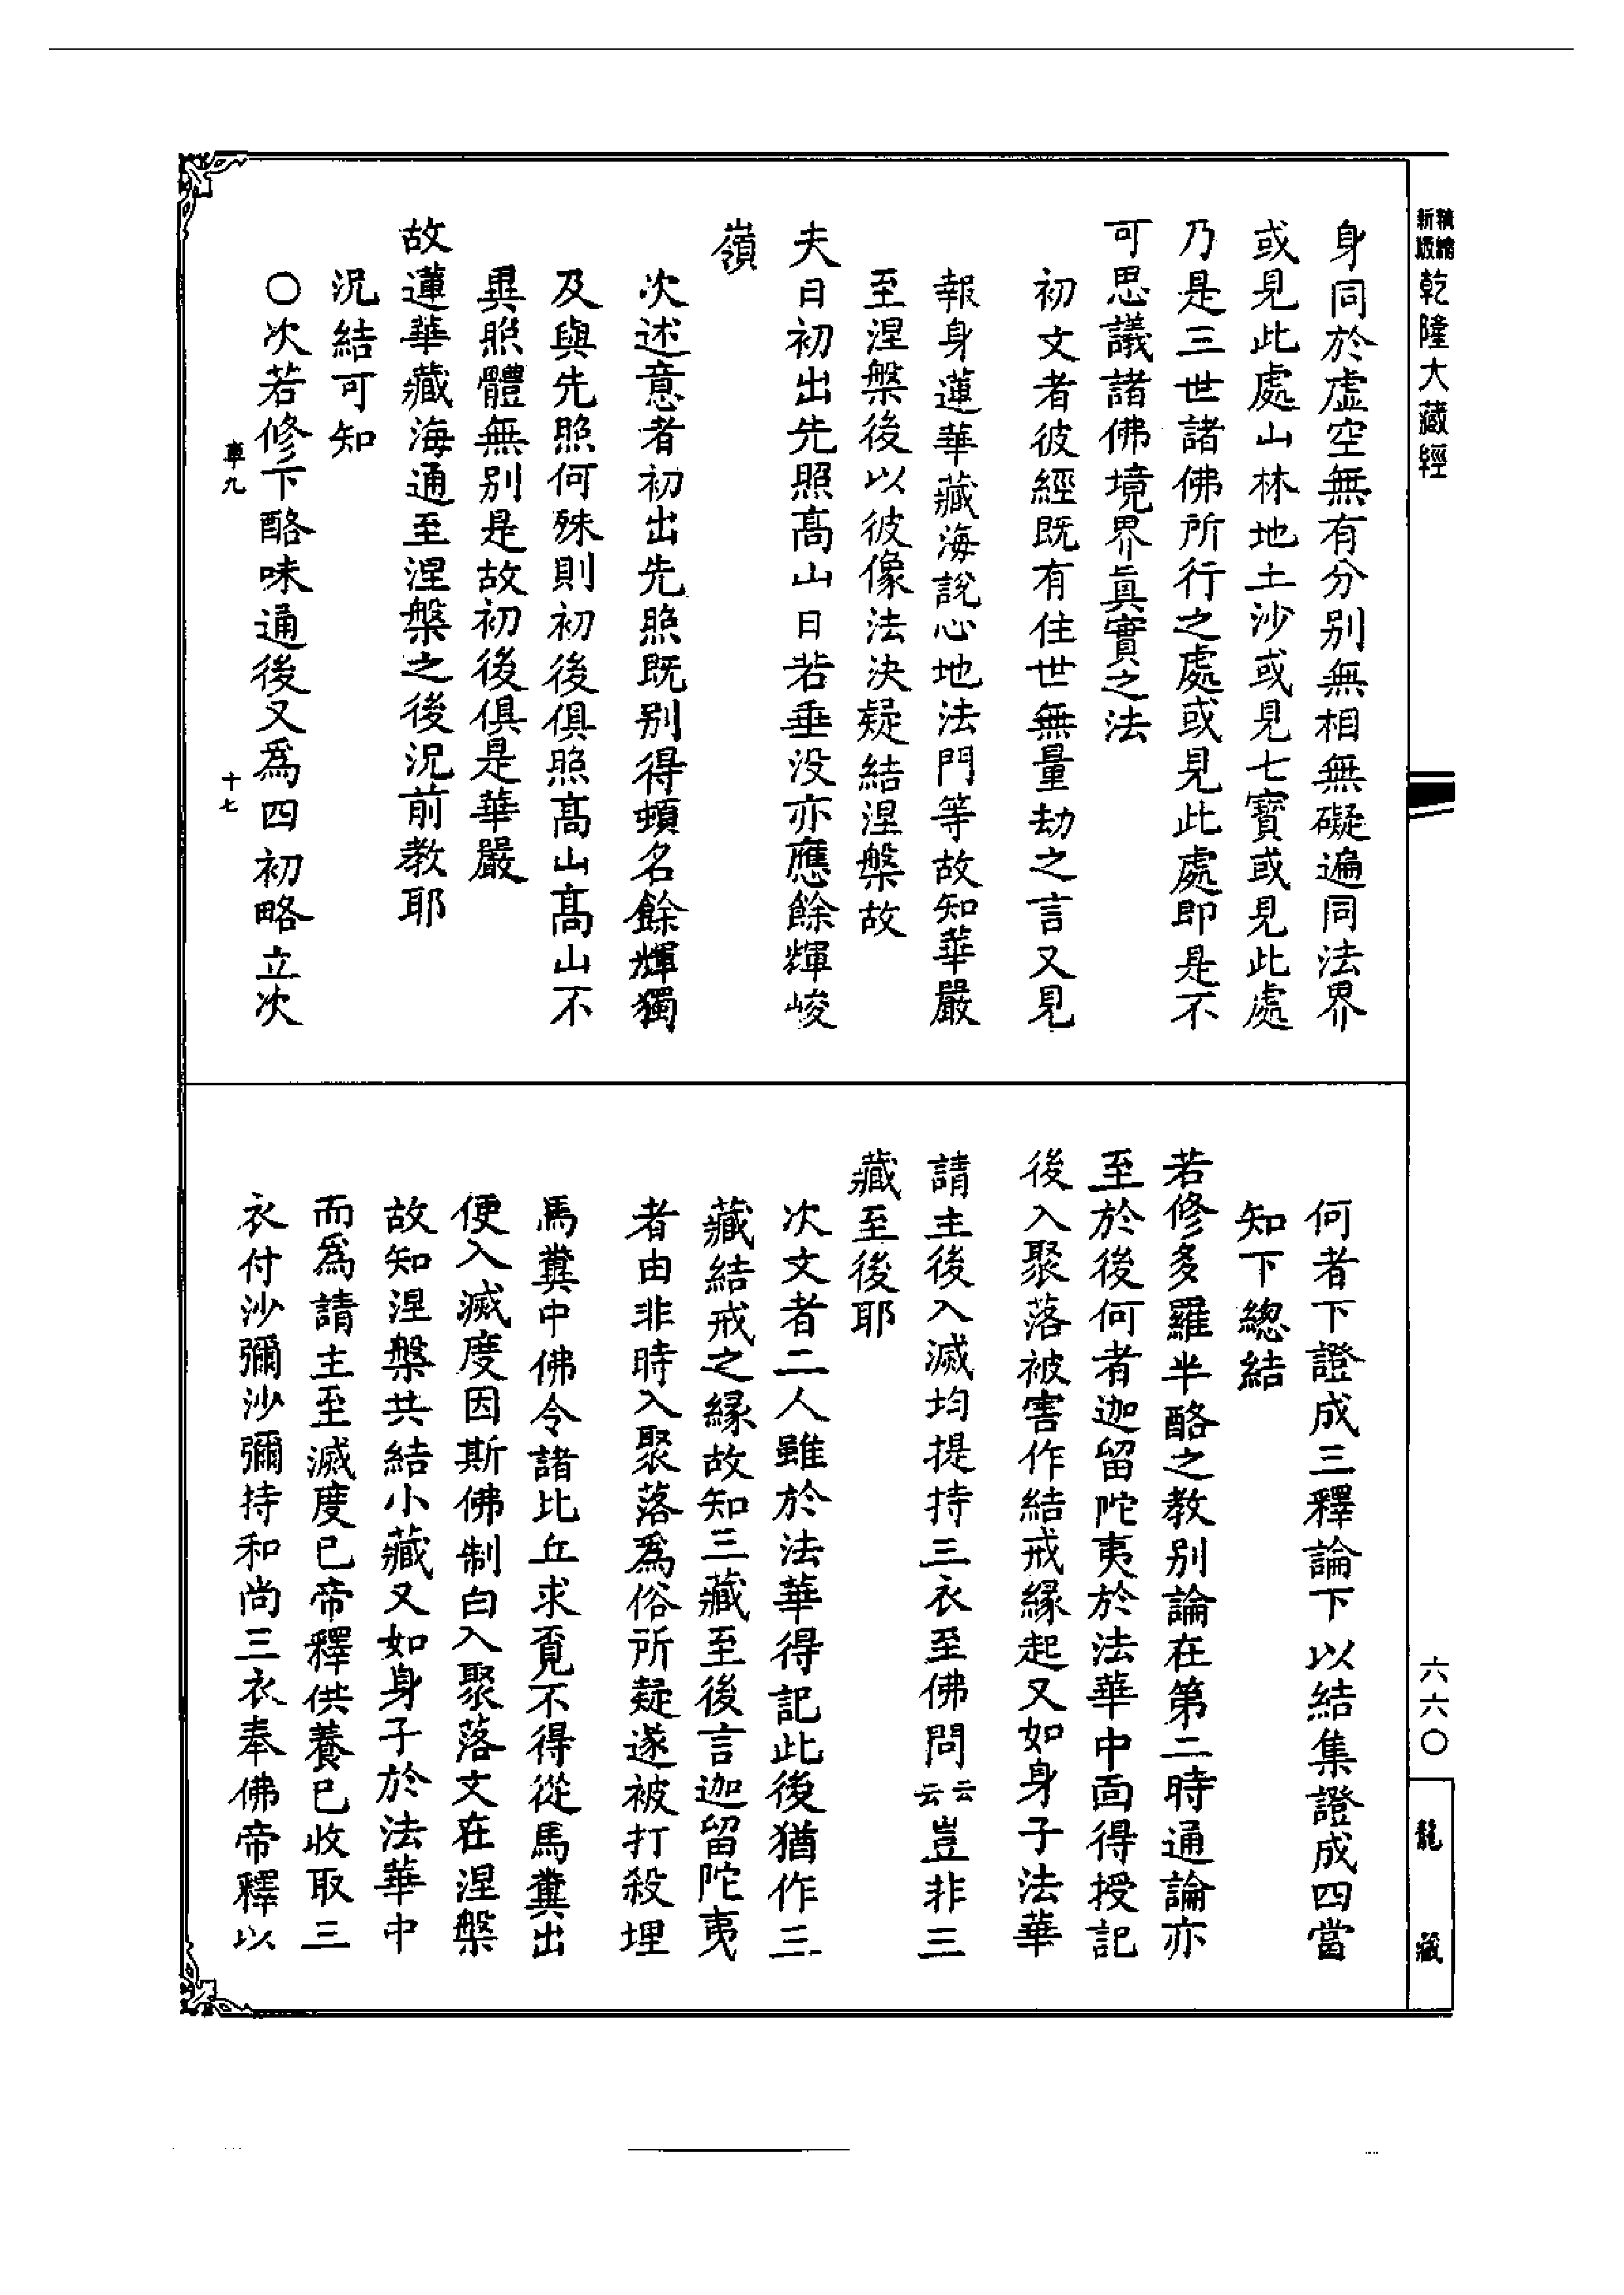 新版精縮乾隆大藏經
六六〇
龍藏
身同於虛空無有分別無相無礙遍同法界
或見此處山林地土沙或見七寶或見此處
乃是三世諸佛所行之處或見此處即是不
可思議諸佛境界眞實之法
初文者彼經既有住世無量劫之言又見
報身蓮華藏海說心地法門等故知華嚴
至涅槃後以彼像法決疑結涅槃故
夫日初出先照髙山日若垂没亦應餘輝峻
嶺
次述意者初出先照既別得頓名餘輝獨
及與先照何殊則初後俱照髙山髙山不
異照體無別是故初後俱是華嚴
故蓮華藏海通至涅槃之後況前教耶
況結可知
〇次若修下酪味通後又爲四初略立次
車九
十七
何者下證成三釋論下以結集證成四當
知下總結
若修多羅半酪之教別論在第二時通論亦
至於後何者迦留陀夷於法華中面得授記
後入聚落被害作結戒緣起又如身子法華
請主後入滅均提持三衣至佛問云云豈非三
藏至後耶
次文者二人雖於法華得記此後猶作三
藏結戒之緣故知三藏至後言迦留陀夷
者由非時入聚落爲俗所疑遂被打殺埋
馬糞中佛令諸比丘求覓不得從馬糞出
便入滅度因斯佛制白入聚落文在涅槃
故知涅槃共結小藏又如身子於法華中
而爲請主至滅度已帝釋供養已收取三
衣付沙彌沙彌持和尚三衣奉佛帝釋以